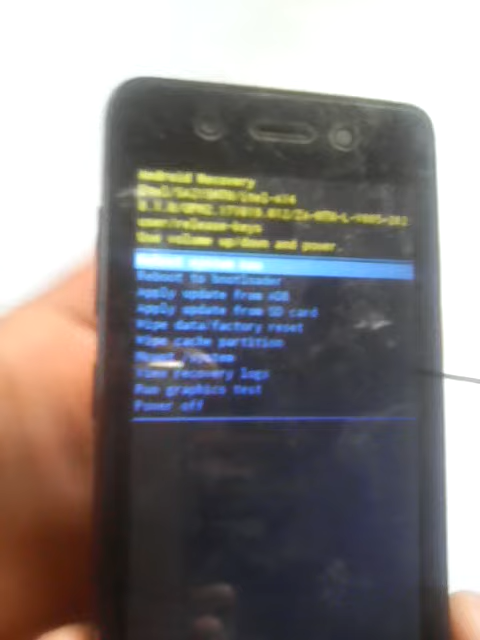 Android Recovery
user/release-keys
Use volume up/down and power.
Reboot system now
Reboot to bootloader
Apply update from ADB
Apply update from SD card
Wipe data/factory reset
Wipe cache partition
Mount /system
View recovery logs
Run graphics test
Power off